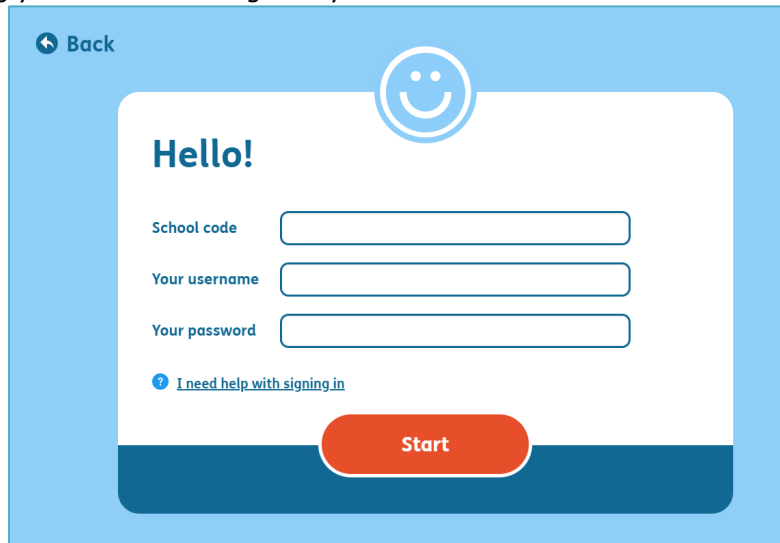 Back
Hello!
School code
Your username
Your password
? I need help with signing in
Start